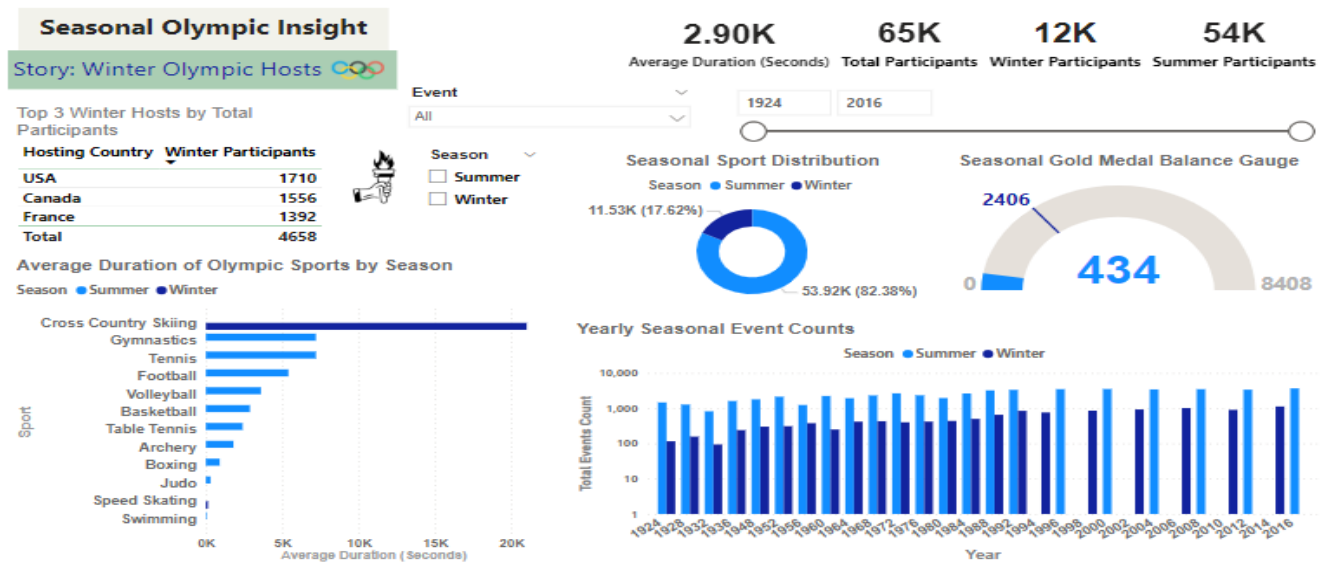 Seasonal Olympic Insight
Story: Winter Olympic Hosts
2.90K
Average Duration (Seconds)
65K
Total Participants
12K
Winter Participants
54K
Summer Participants
Top 3 Winter Hosts by Total
Participants
Hosting Country Winter Participants
USA 1710
Canada 1556
France 1392
Total 4658
Event
All
Season
Summer
Winter
1924 2016
Seasonal Sport Distribution
Season Summer Winter
11.53K (17.62%)
53.92K (82.38%)
Seasonal Gold Medal Balance Gauge
2406
434
0
8408
Average Duration of Olympic Sports by Season
Season Summer Winter
Sport
Cross Country Skiing
Gymnastics
Tennis
Football
Volleyball
Basketball
Table Tennis
Archery
Boxing
Judo
Speed Skating
Swimming
0K 5K 10K 15K 20K
Average Duration (Seconds)
Yearly Seasonal Event Counts
Season Summer Winter
Total Events Count
10,000
1,000
100
10
1
1924 1928 1932 1936 1948 1952 1956 1960 1964 1968 1972 1976 1980 1984 1988 1992 1994 1996 1998 2000 2002 2004 2006 2008 2010 2012 2014 2016
Year